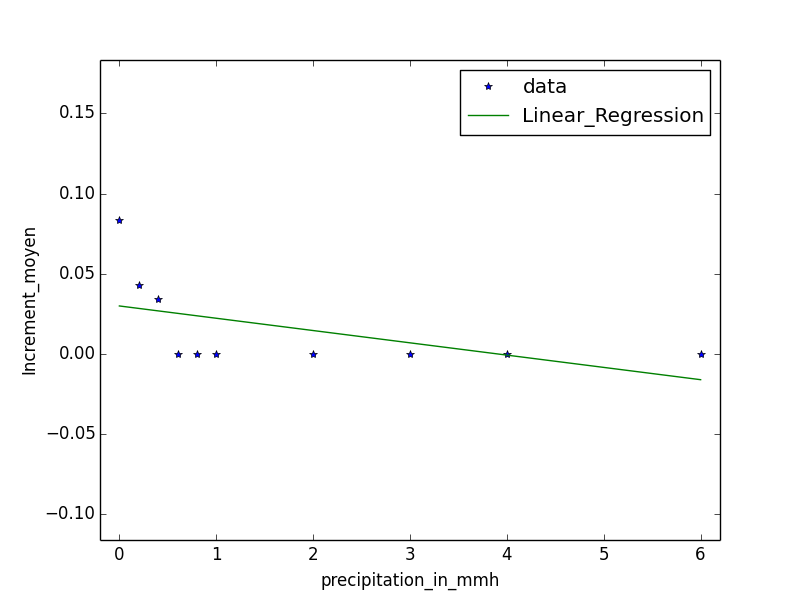 data
Linear_Regression
0.15
0.10
0.05
0.00
−0.05
−0.10
Increment_moyen
0 1 2 3 4 5 6
precipitation_in_mmh